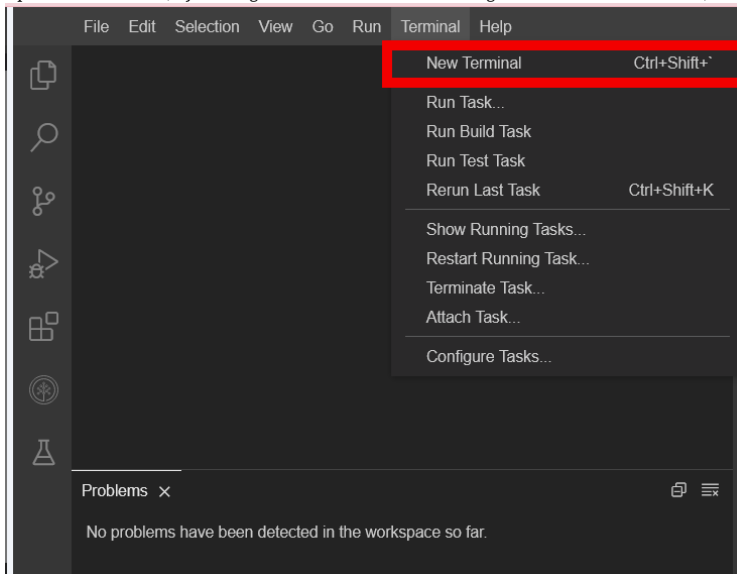 File Edit Selection View Go Run Terminal Help
New Terminal Ctrl+Shift+`
Run Task...
Run Build Task
Run Test Task
Rerun Last Task Ctrl+Shift+K
Show Running Tasks...
Restart Running Task...
Terminate Task...
Attach Task...
Configure Tasks...
Problems
No problems have been detected in the workspace so far.